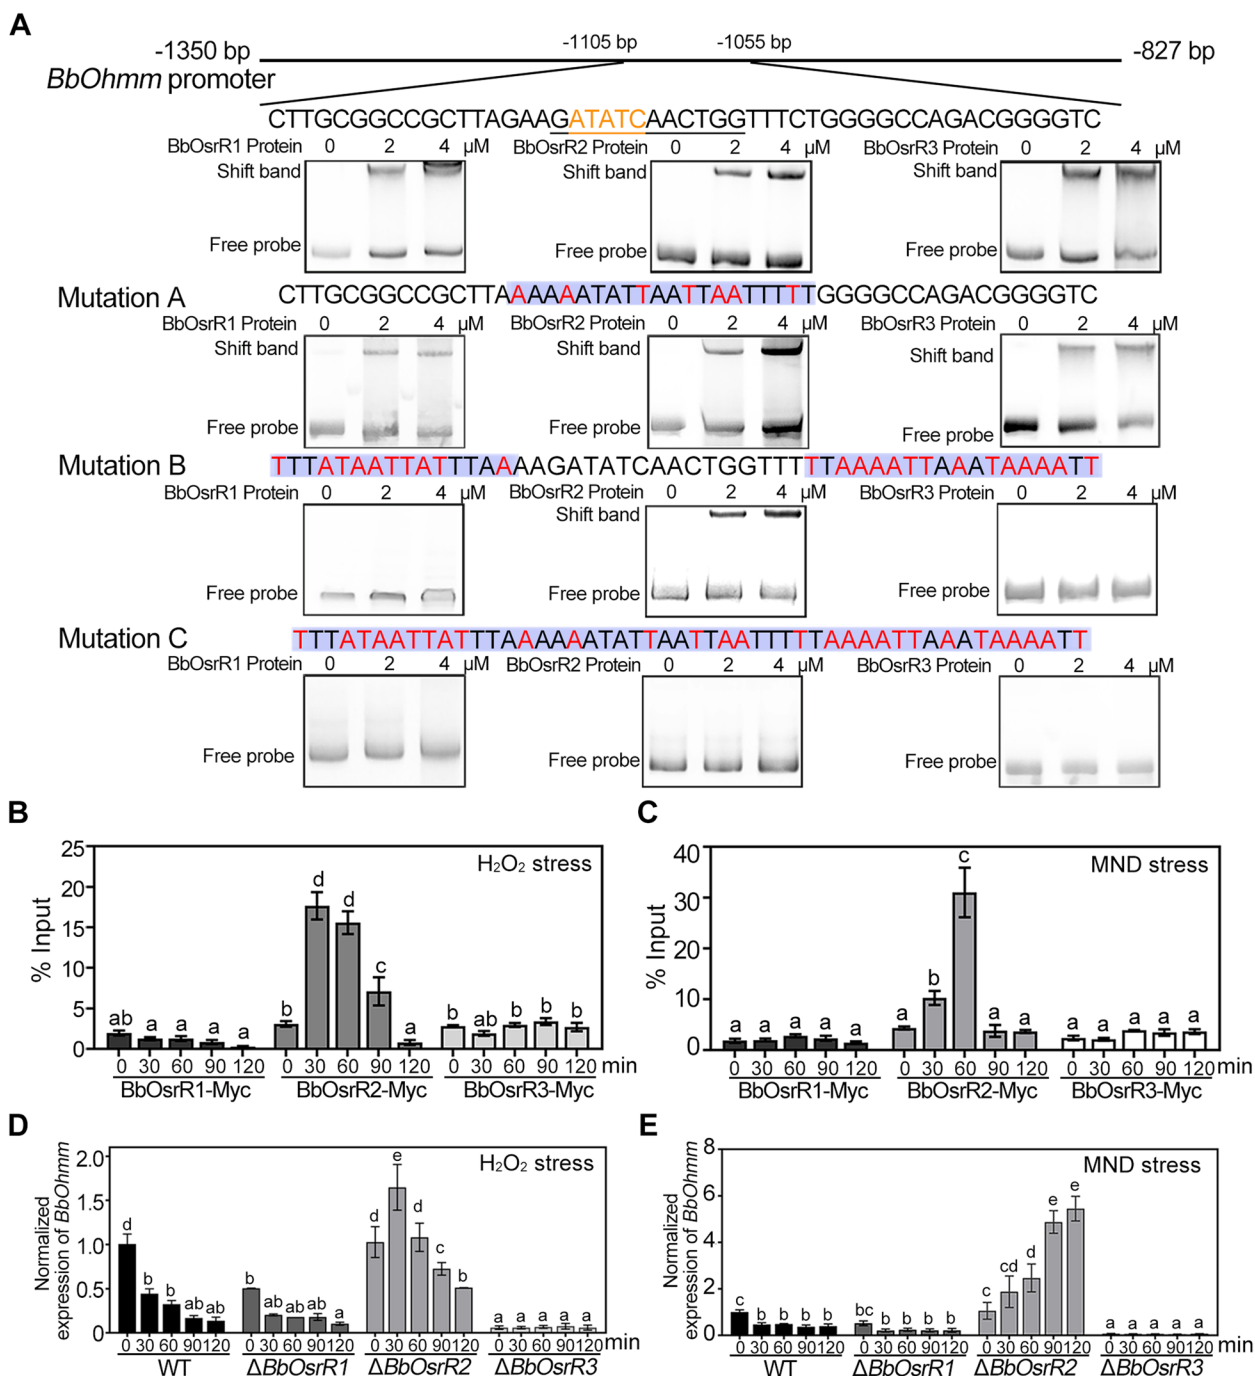 A
-1350 bp
-1105 bp
-1055 bp
-827 bp
BbOhmm promoter
CTTGCGGCCGCTTAGAAGATATCAACTGGTTTCTGGGGCCAGACGGGGTC
BbOsrR1 Protein 0 2 4 μM BbOsrR2 Protein 0 2 4 μM BbOsrR3 Protein 0 2 4 μM
Shift band Shift band Shift band
Free probe Free probe Free probe
Mutation A CTTGCGGCCGCTTAAAAAATATTAATTAATTTTTGGGGCCAGACGGGGTC
BbOsrR1 Protein 0 2 4 μM BbOsrR2 Protein 0 2 4 μM BbOsrR3 Protein 0 2 4 μM
Shift band Shift band Shift band
Free probe Free probe Free probe
Mutation B TTTATAATTATTTAAAAGATATCAACTGGTTTTTAAAATTAAATAAAATT
BbOsrR1 Protein 0 2 4 μM BbOsrR2 Protein 0 2 4 μM BbOsrR3 Protein 0 2 4 μM
Shift band
Free probe Free probe Free probe
Mutation C TTTATAATTATTTAAAAAATATTAATTAATTTTTAAAATTAAATAAAATT
BbOsrR1 Protein 0 2 4 μM BbOsrR2 Protein 0 2 4 μM BbOsrR3 Protein 0 2 4 μM
Free probe Free probe Free probe
B
H2O2 stress
% Input
25
20
15
10
5
0
ab a a a a b d d c a b ab b b b
0 30 60 90 120 0 30 60 90 120 0 30 60 90 120 min
BbOsrR1-Myc BbOsrR2-Myc BbOsrR3-Myc
C
MND stress
% Input
40
30
20
10
0
a a a a a a b c a a a a a a a
0 30 60 90 120 0 30 60 90 120 0 30 60 90 120 min
BbOsrR1-Myc BbOsrR2-Myc BbOsrR3-Myc
D
H2O2 stress
Normalized
expression of BbOhmm
2.0
1.5
1.0
0.5
0
d b b ab ab b ab ab ab a d e d c b a a a a a
0 30 60 90 120 0 30 60 90 120 0 30 60 90 120 0 30 60 90 120 min
WT ΔBbOsrR1 ΔBbOsrR2 ΔBbOsrR3
E
MND stress
Normalized
expression of BbOhmm
8
6
4
2
0
c b b b b bc b b b b c cd d e e a a a a a
0 30 60 90 120 0 30 60 90 120 0 30 60 90 120 0 30 60 90 120 min
WT ΔBbOsrR1 ΔBbOsrR2 ΔBbOsrR3